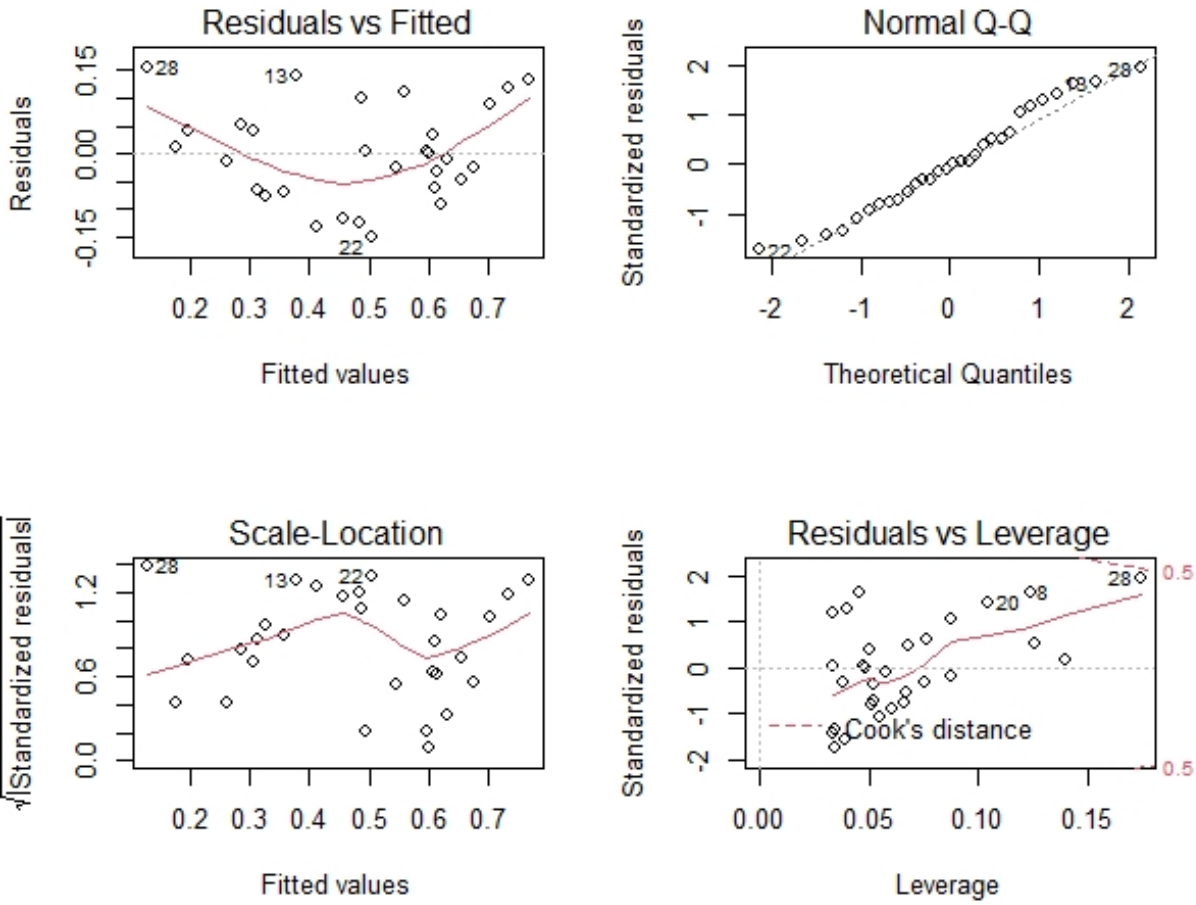 Residuals vs Fitted
Residuals
0.15
0.00
-0.15
28
13
22
0.2 0.3 0.4 0.5 0.6 0.7
Fitted values
Normal Q-Q
Standardized residuals
2
1
0
-1
28
13
22
-2 -1 0 1 2
Theoretical Quantiles
Scale-Location
√|Standardized residuals|
1.2
0.6
0.0
28
13
22
0.2 0.3 0.4 0.5 0.6 0.7
Fitted values
Residuals vs Leverage
Standardized residuals
2
1
0
-1
-2
28
8
20
0.5
Cook's distance
0.5
0.00 0.05 0.10 0.15
Leverage